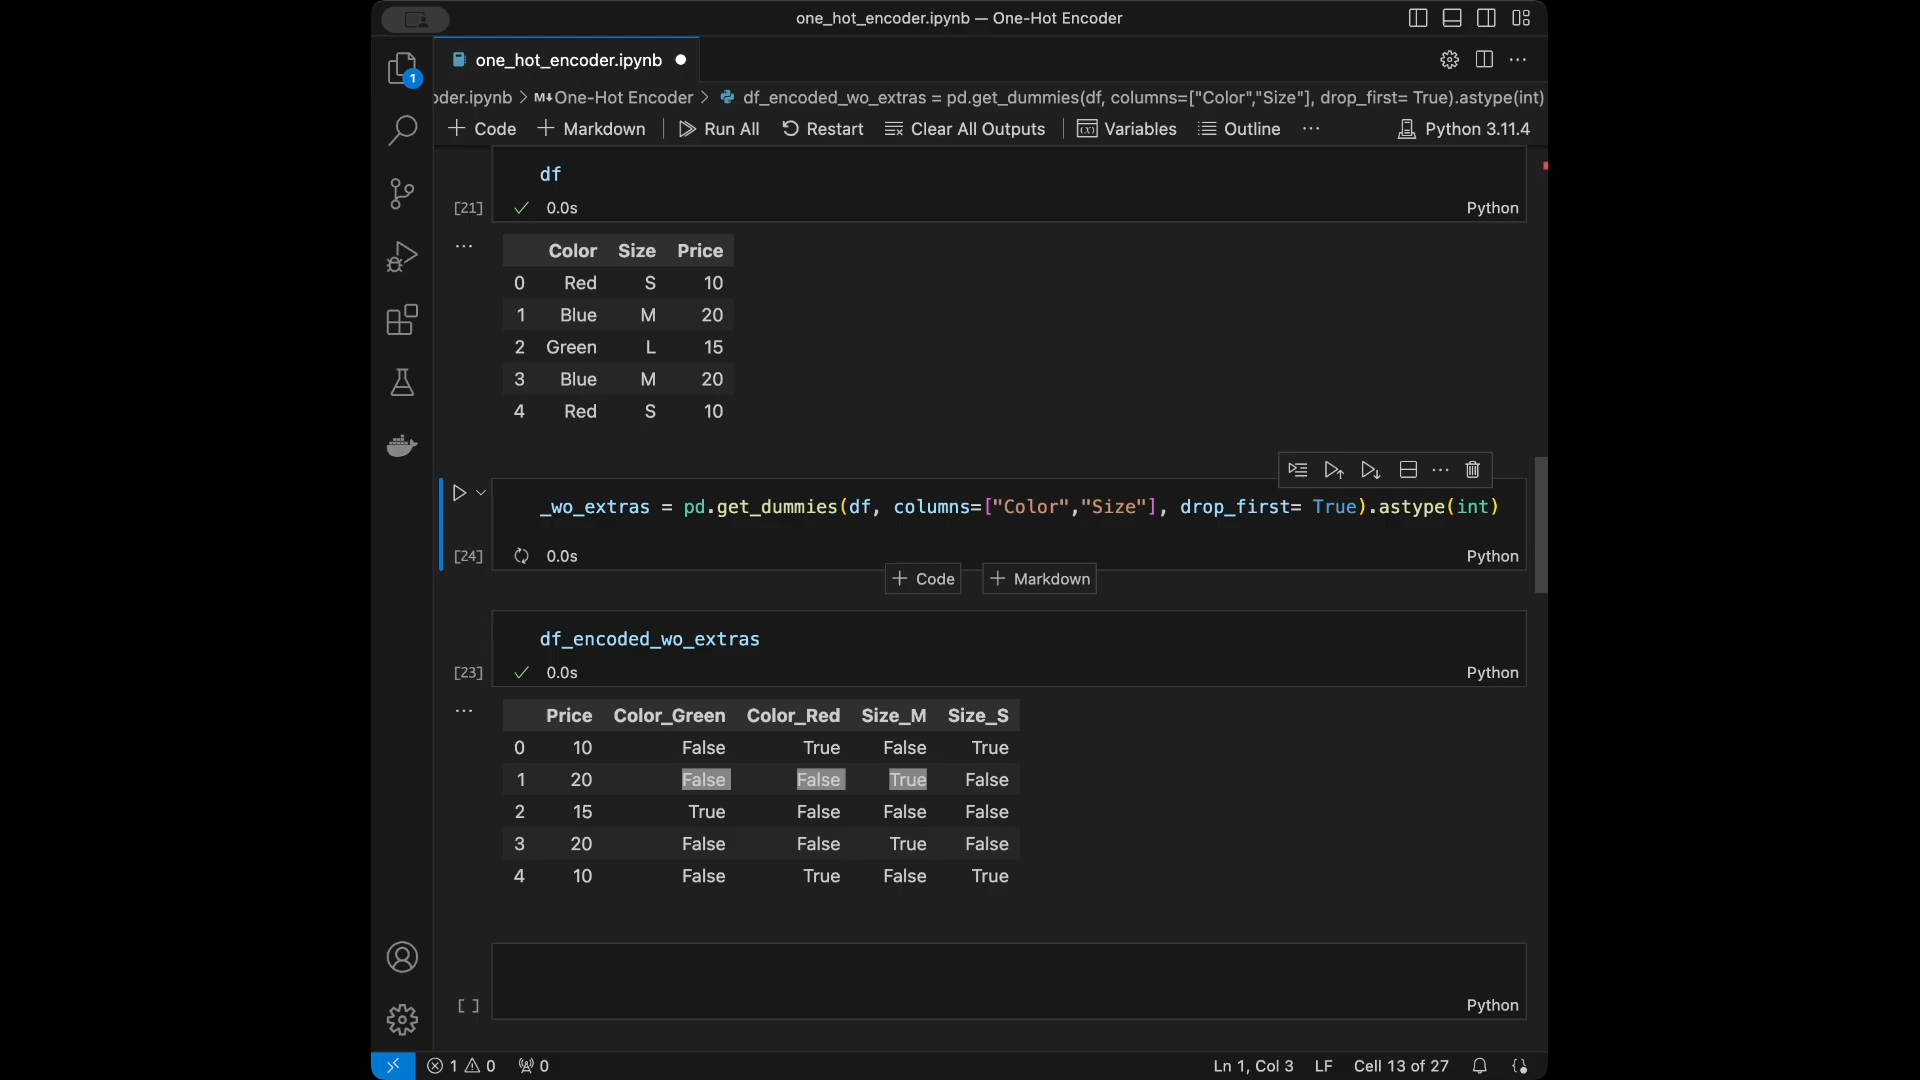 one_hot_encoder.ipynb — One-Hot Encoder
one_hot_encoder.ipynb
1
oder.ipynb > M↓One-Hot Encoder > df_encoded_wo_extras = pd.get_dummies(df, columns=["Color","Size"], drop_first= True).astype(int)
+ Code + Markdown Run All Restart Clear All Outputs Variables Outline ... Python 3.11.4
df
[21] 0.0s Python
...
Color Size Price
0 Red S 10
1 Blue M 20
2 Green L 15
3 Blue M 20
4 Red S 10
_wo_extras = pd.get_dummies(df, columns=["Color","Size"], drop_first= True).astype(int)
[24] 0.0s Python
+ Code + Markdown
df_encoded_wo_extras
[23] 0.0s Python
...
Price Color_Green Color_Red Size_M Size_S
0 10 False True False True
1 20 False False True False
2 15 True False False False
3 20 False False True False
4 10 False True False True
[ ] Python
1 0 0 Ln 1, Col 3 LF Cell 13 of 27